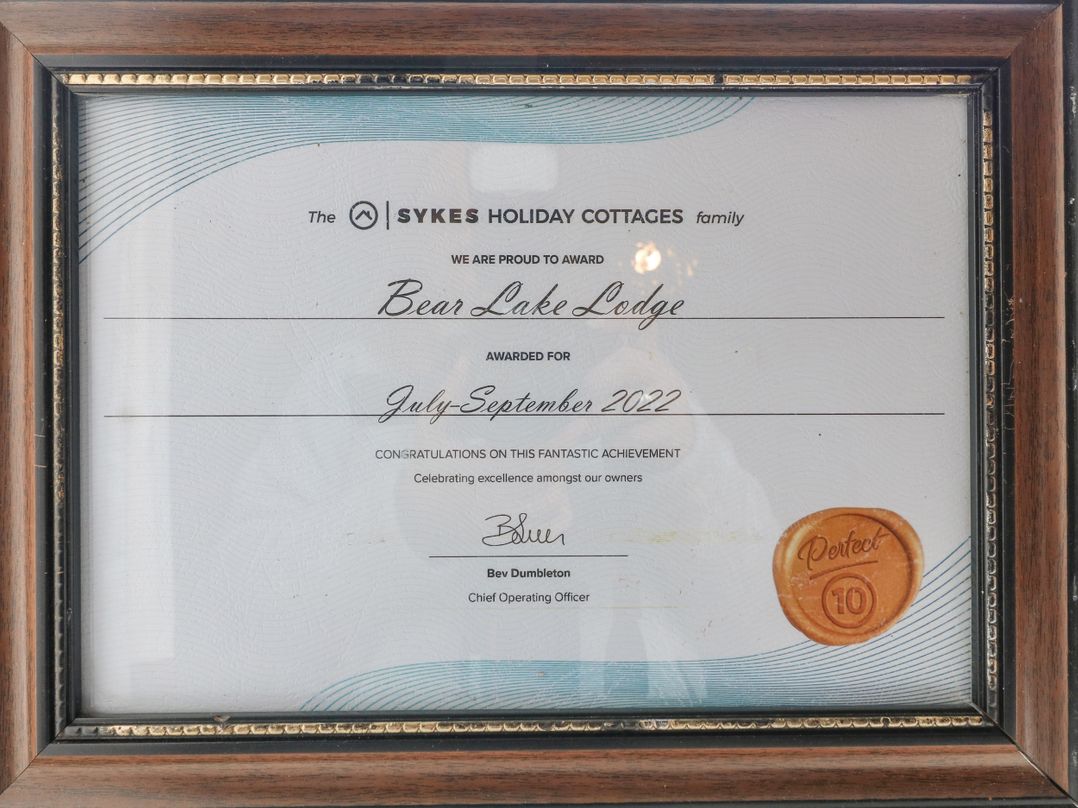 The SYKES HOLIDAY COTTAGES family
WE ARE PROUD TO AWARD
Bear Lake Lodge
AWARDED FOR
July-September 2022
CONGRATULATIONS ON THIS FANTASTIC ACHIEVEMENT
Celebrating excellence amongst our owners
Bev Dumbleton
Chief Operating Officer
Perfect
10